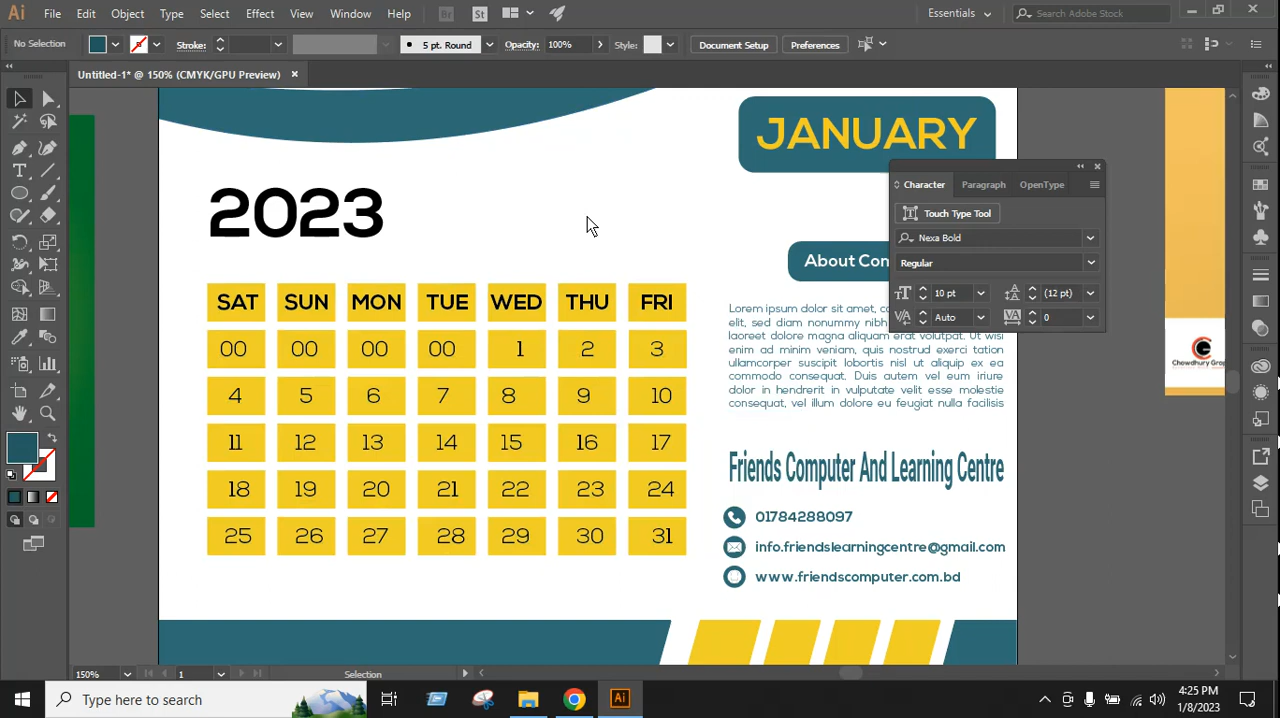 Ai File Edit Object Type Select Effect View Window Help Br St Essentials Search Adobe Stock
No Selection Stroke: 5 pt. Round Opacity: 100% Style: Document Setup Preferences
Untitled-1* @ 150% (CMYK/GPU Preview)
JANUARY
2023
Character Paragraph OpenType
Touch Type Tool
Nexa Bold
Regular
10 pt (12 pt)
Auto 0
About Con
SAT SUN MON TUE WED THU FRI
00 00 00 00 1 2 3
4 5 6 7 8 9 10
11 12 13 14 15 16 17
18 19 20 21 22 23 24
25 26 27 28 29 30 31
Lorem ipsum dolor sit amet,
elit, sed diam nonummy nibh
laoreet dolore magna aliquam erat volutpat. Ut wisi
enim ad minim veniam, quis nostrud exerci tation
ullamcorper suscipit lobortis nisl ut aliquip ex ea
commodo consequat. Duis autem vel eum iriure
dolor in hendrerit in vulputate velit esse molestie
consequat, vel illum dolore eu feugiat nulla facilisis
Friends Computer And Learning Centre
01784288097
info.friendslearningcentre@gmail.com
www.friendscomputer.com.bd
Chewdhury Grop
150% 1 Selection
Type here to search Ai 4:25 PM
1/8/2023